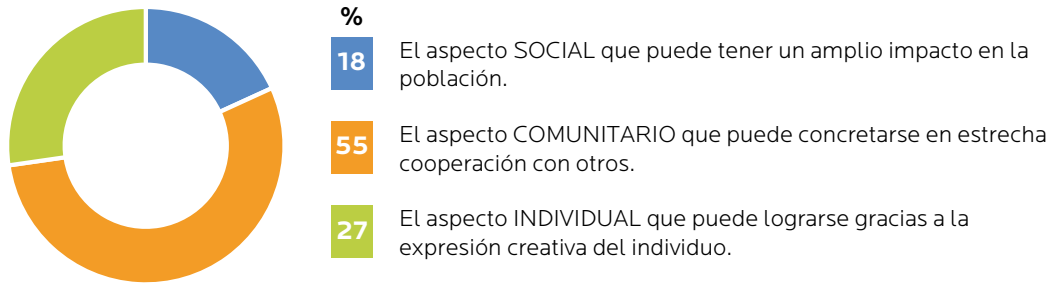 %
18
El aspecto SOCIAL que puede tener un amplio impacto en la
población.
55
El aspecto COMUNITARIO que puede concretarse en estrecha
cooperación con otros.
27
El aspecto INDIVIDUAL que puede lograrse gracias a la
expresión creativa del individuo.